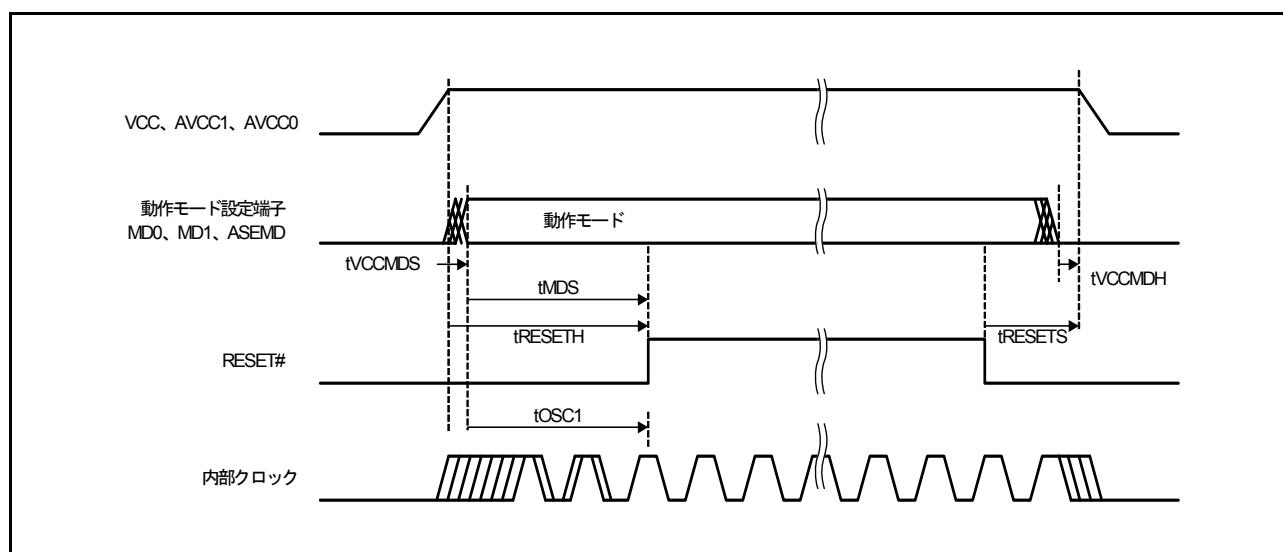 VCC、AVCC1、AVCC0
動作モード設定端子
MD0、MD1、ASEMD
動作モード
tVCCMDS
tVCCMDH
tMDS
tRESETH
tRESETS
RESET#
tOSC1
内部クロック